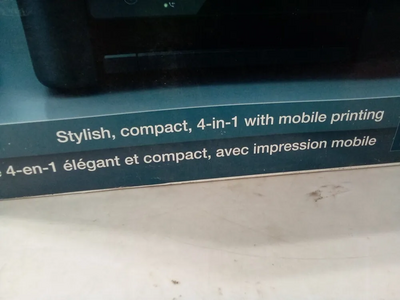 Stylish, compact, 4-in-1 with mobile printing
4-en-1 élégant et compact, avec impression mobile